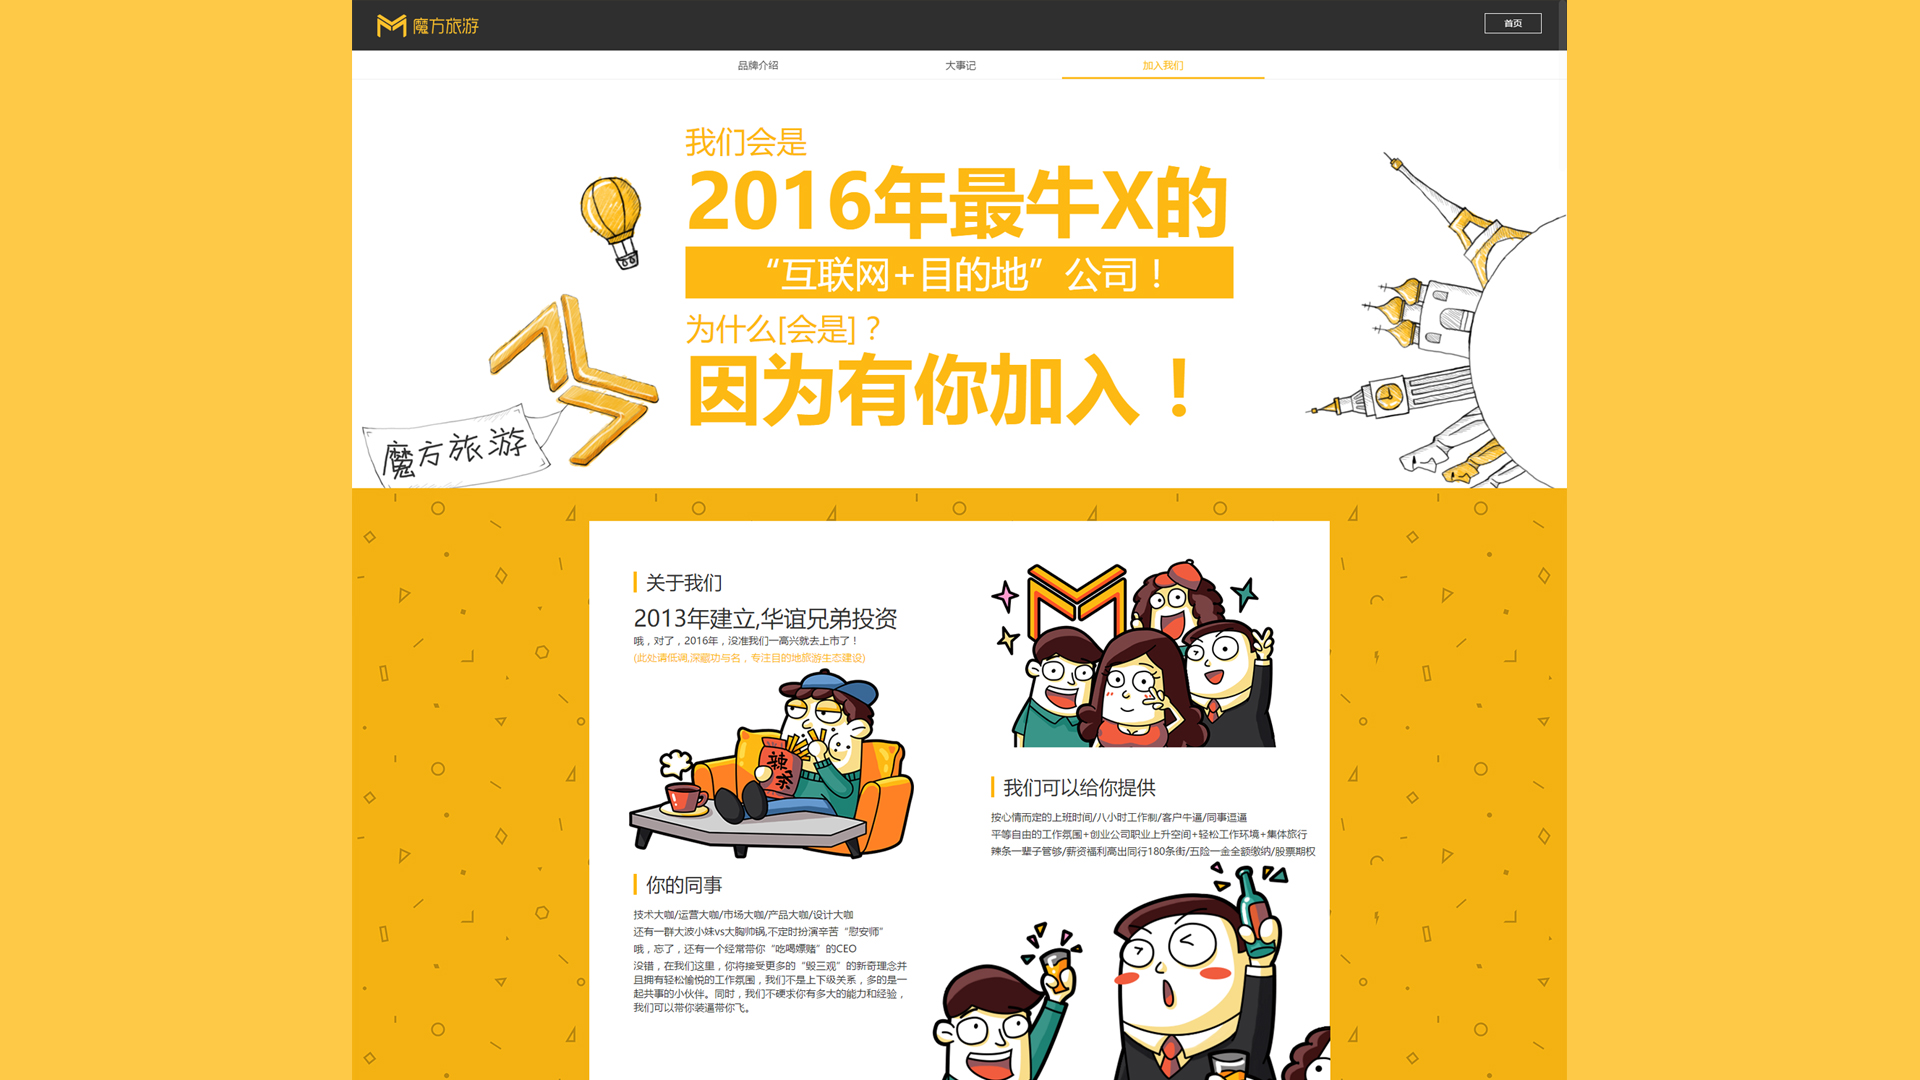 魔方旅游
首页
品牌介绍
大事记
加入我们
我们会是
2016年最牛X的
“互联网+目的地”公司！
为什么[会是]？
因为有你加入！
魔方旅游
关于我们
2013年建立,华谊兄弟投资
哦，对了，2016年，没准我们一高兴就去上市了！
(此处请低调,深藏功与名，专注目的地旅游生态建设)
辣条
我们可以给你提供
按心情而定的上班时间/八小时工作制/客户牛逼/同事逗逼
平等自由的工作氛围+创业公司职业上升空间+轻松工作环境+集体旅行
辣条一辈子管够/薪资福利高出同行180条街/五险一金全额缴纳/股票期权
你的同事
技术大咖/运营大咖/市场大咖/产品大咖/设计大咖
还有一群大波小妹vs大胸帅锅,不定时扮演辛苦“慰安师”
哦，忘了，还有一个经常带你“吃喝嫖赌”的CEO
没错，在我们这里，你将接受更多的“毁三观”的新奇理念并
且拥有轻松愉悦的工作氛围，我们不是上下级关系，多的是一
起共事的小伙伴。同时，我们不硬求你有多大的能力和经验，
我们可以带你装逼带你飞。